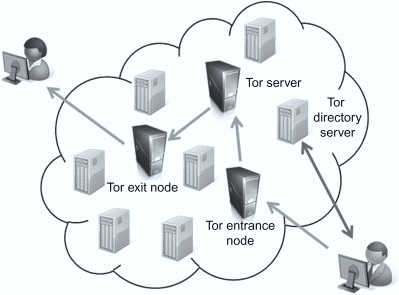 Tor server
Tor
directory
server
Tor exit node
Tor entrance
node